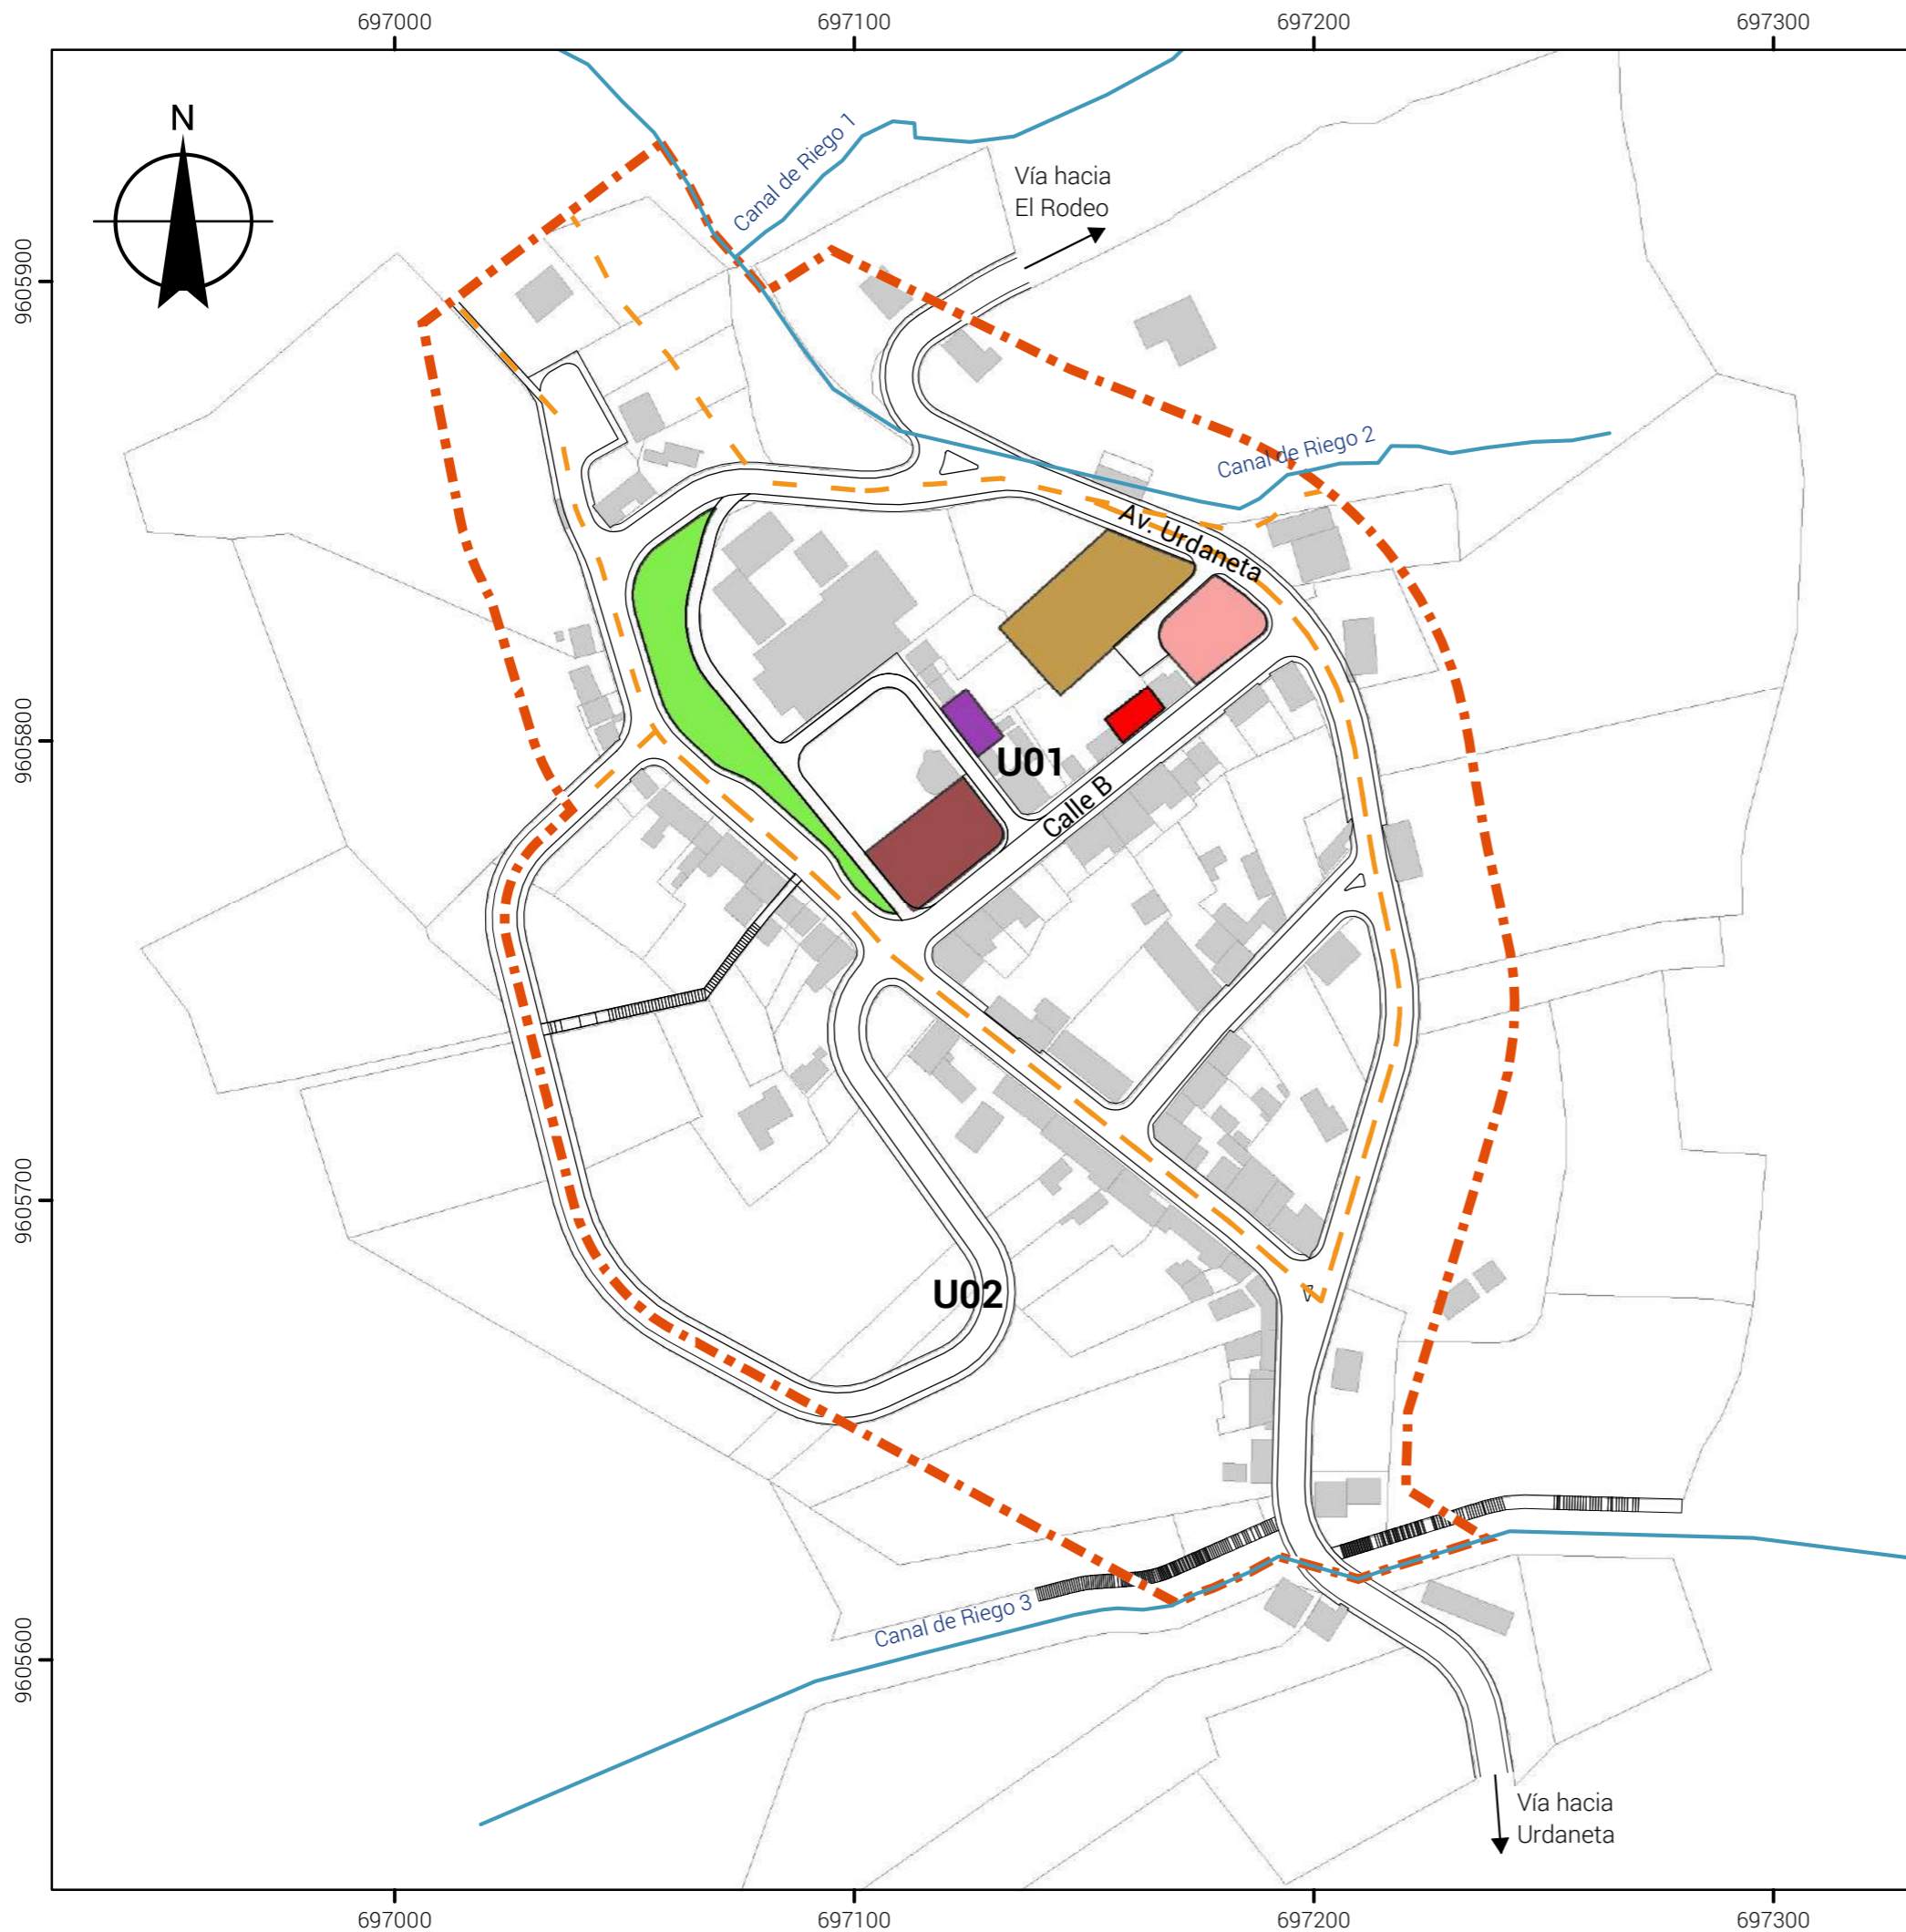 697000
697100
697200
697300
N
Canal de Riego 1
Vía hacia
El Rodeo
9605900
Canal de Riego 2
Av. Urdaneta
9605800
U01
Calle B
9605700
U02
9605600
Canal de Riego 3
Vía hacia
Urdaneta
697000
697100
697200
697300